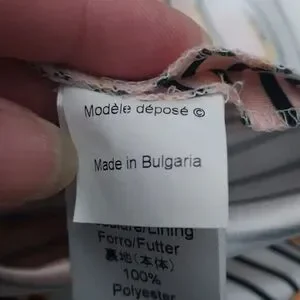 Modèle déposé ©
Made in Bulgaria
Forro/Futter
裏地(本体)
100%
Polyester